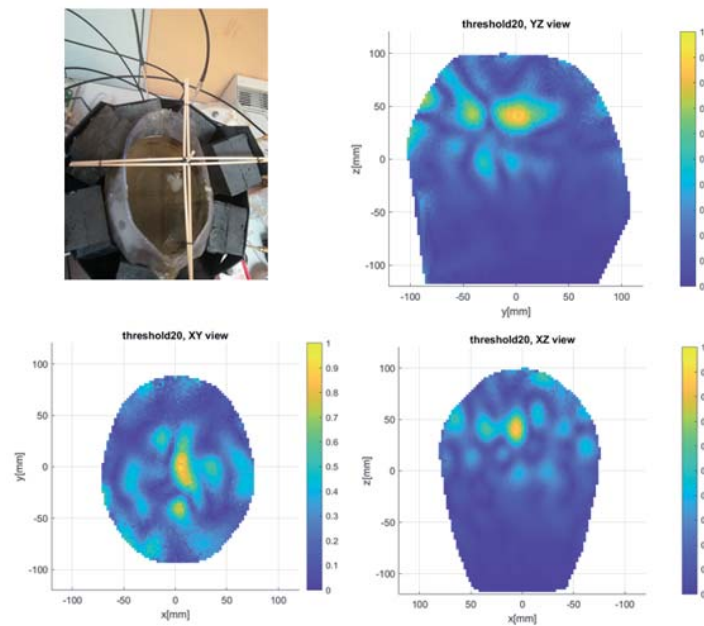 threshold20, YZ view
100
50
0
-50
-100
z[mm]
-100 -50 0 50 100
y[mm]
threshold20, XY view
100
50
0
-50
-100
y[mm]
-100 -50 0 50 100
x[mm]
1
0.9
0.8
0.7
0.6
0.5
0.4
0.3
0.2
0.1
0
threshold20, XZ view
100
50
0
-50
-100
z[mm]
100 50 0 -50 -100
x[mm]